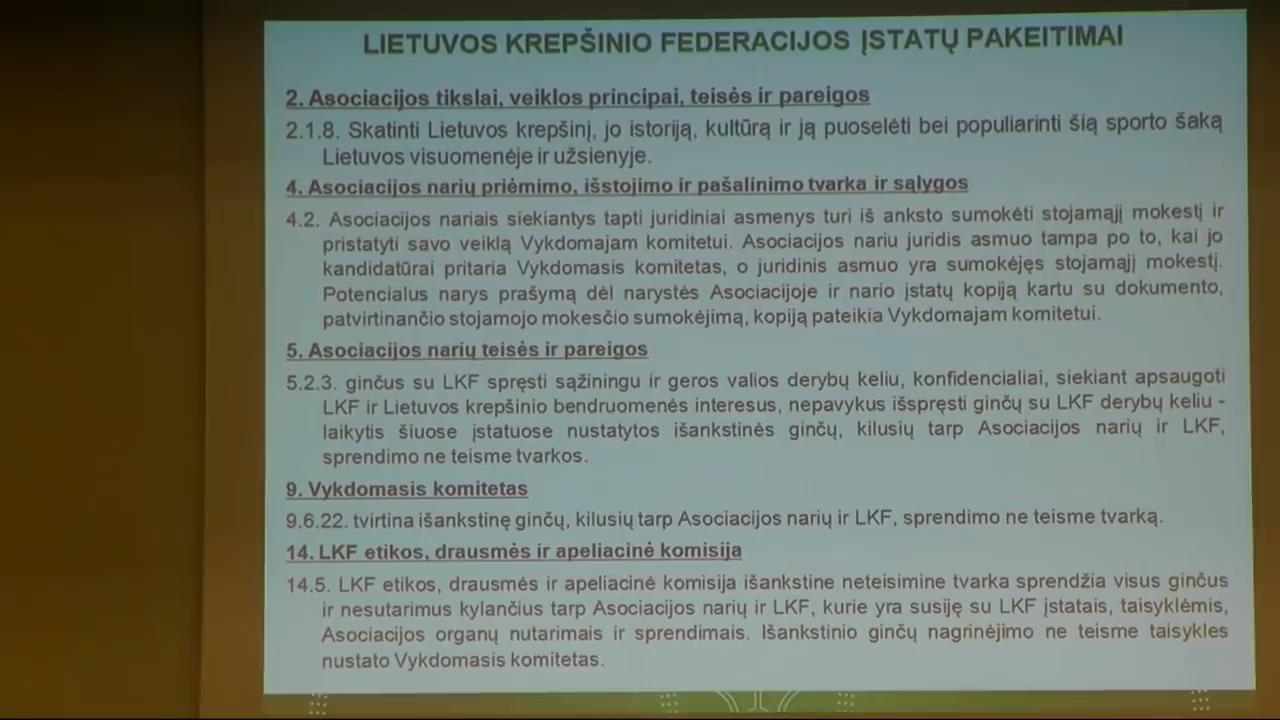 LIETUVOS KREPŠINIO FEDERACIJOS ĮSTATŲ PAKEITIMAI
2. Asociacijos tikslai, veiklos principai, teisės ir pareigos
2.1.8. Skatinti Lietuvos krepšinį, jo istoriją, kultūrą ir ją puoselėti bei populiarinti šią sporto šaką
Lietuvos visuomenėje ir užsienyje.
4. Asociacijos narių priėmimo, išstojimo ir pašalinimo tvarka ir sąlygos
4.2. Asociacijos nariais siekiantys tapti juridiniai asmenys turi iš anksto sumokėti stojamąjį mokestį ir
pristatyti savo veiklą Vykdomajam komitetui. Asociacijos nariu juridis asmuo tampa po to, kai jo
kandidatūrai pritaria Vykdomasis komitetas, o juridinis asmuo yra sumokėjęs stojamąjį mokestį.
Potencialus narys prašymą dėl narystės Asociacijoje ir nario įstatų kopiją kartu su dokumento,
patvirtinančio stojamojo mokesčio sumokėjimą, kopiją pateikia Vykdomajam komitetui.
5. Asociacijos narių teisės ir pareigos
5.2.3. ginčus su LKF spręsti sąžiningu ir geros valios derybų keliu, konfidencialiai, siekiant apsaugoti
LKF ir Lietuvos krepšinio bendruomenės interesus, nepavykus išspręsti ginčų su LKF derybų keliu -
laikytis šiuose įstatuose nustatytos išankstinės ginčų, kilusių tarp Asociacijos narių ir LKF,
sprendimo ne teisme tvarkos.
9. Vykdomasis komitetas
9.6.22. tvirtina išankstinę ginčų, kilusių tarp Asociacijos narių ir LKF, sprendimo ne teisme tvarką.
14. LKF etikos, drausmės ir apeliacinė komisija
14.5. LKF etikos, drausmės ir apeliacinė komisija išankstine neteisimine tvarka sprendžia visus ginčus
ir nesutarimus kylančius tarp Asociacijos narių ir LKF, kurie yra susiję su LKF įstatais, taisyklėmis,
Asociacijos organų nutarimais ir sprendimais. Išankstinio ginčų nagrinėjimo ne teisme taisykles
nustato Vykdomasis komitetas.